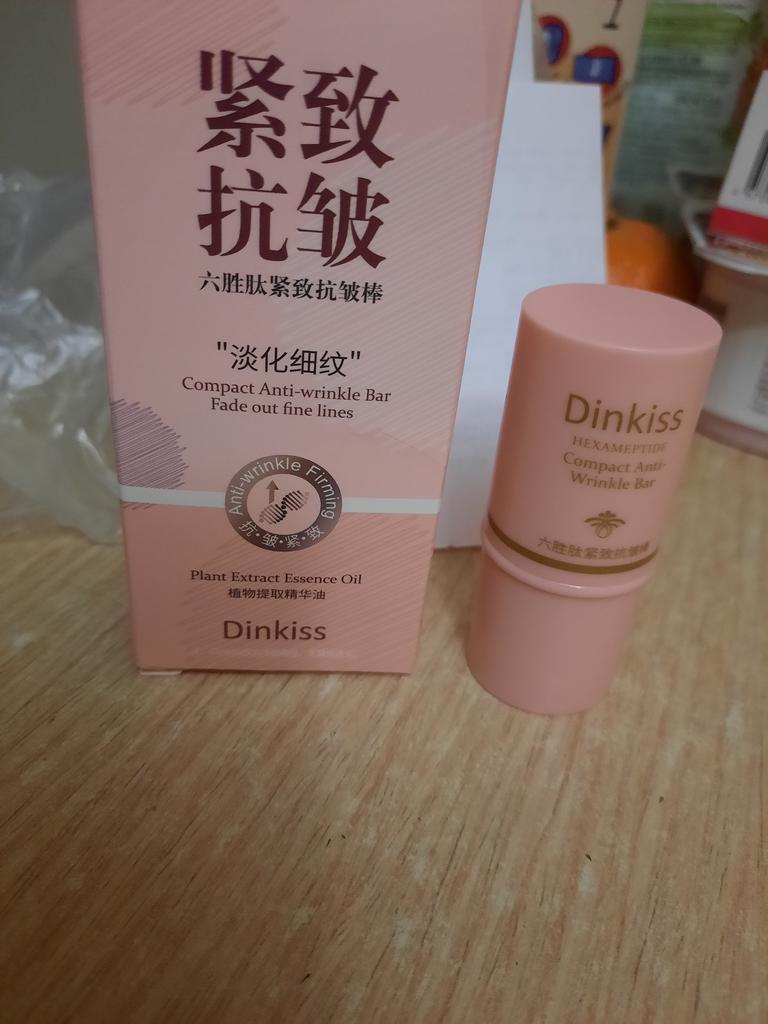 紧致
抗皱
六胜肽紧致抗皱棒
"淡化细纹"
Compact Anti-wrinkle Bar
Fade out fine lines
Anti-wrinkle Firming
抗·皱·紧·致
Plant Extract Essence Oil
植物提取精华油
Dinkiss
Dinkiss
HEXAMEPTIDE
Compact Anti-
Wrinkle Bar
六胜肽紧致抗皱棒
1